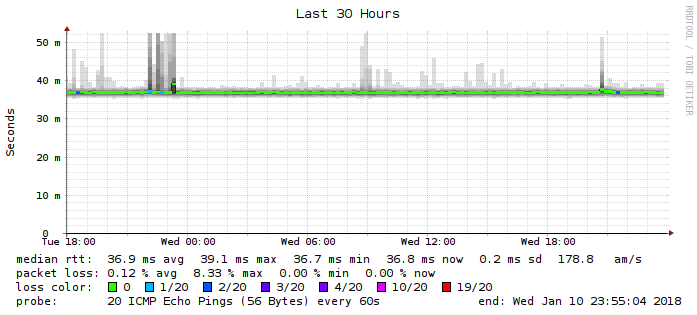 Last 30 Hours
RRDTOOL / TOBI OETIKER
Seconds
50 m
40 m
30 m
20 m
10 m
0
Tue 18:00 Wed 00:00 Wed 06:00 Wed 12:00 Wed 18:00
median rtt: 36.9 ms avg 39.1 ms max 36.7 ms min 36.8 ms now 0.2 ms sd 178.8 am/s
packet loss: 0.12 % avg 8.33 % max 0.00 % min 0.00 % now
loss color: 0 1/20 2/20 3/20 4/20 10/20 19/20
probe: 20 ICMP Echo Pings (56 Bytes) every 60s end: Wed Jan 10 23:55:04 2018